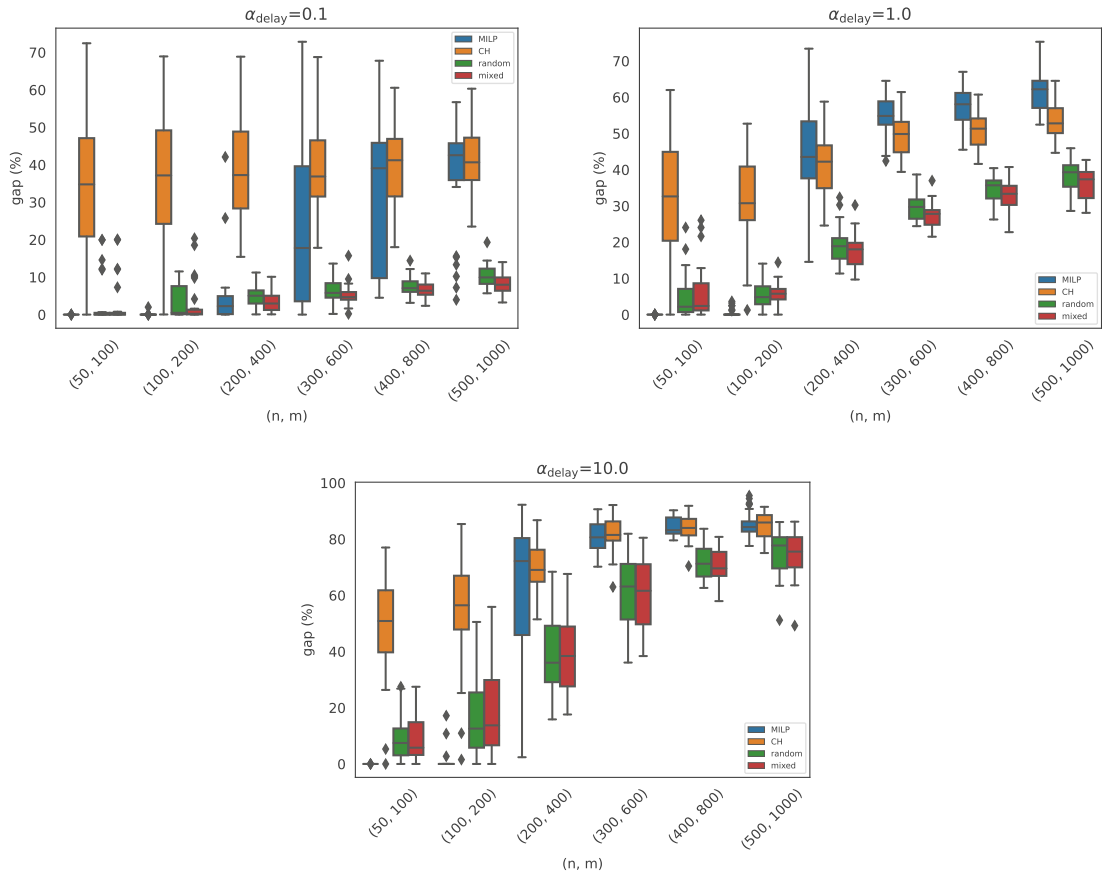 α_delay=0.1
70
60
50
40
30
20
10
0
gap (%)
MILP
CH
random
mixed
(50, 100)
(100, 200)
(200, 400)
(300, 600)
(400, 800)
(500, 1000)
(n, m)
α_delay=1.0
70
60
50
40
30
20
10
0
gap (%)
MILP
CH
random
mixed
(50, 100)
(100, 200)
(200, 400)
(300, 600)
(400, 800)
(500, 1000)
(n, m)
α_delay=10.0
100
80
60
40
20
0
gap (%)
MILP
CH
random
mixed
(50, 100)
(100, 200)
(200, 400)
(300, 600)
(400, 800)
(500, 1000)
(n, m)